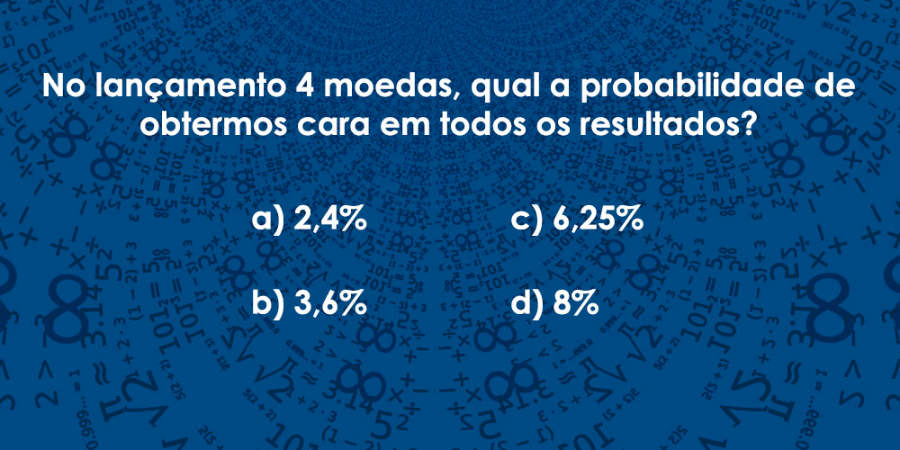 No lançamento 4 moedas, qual a probabilidade de
obtermos cara em todos os resultados?
a) 2,4%
c) 6,25%
b) 3,6%
d) 8%